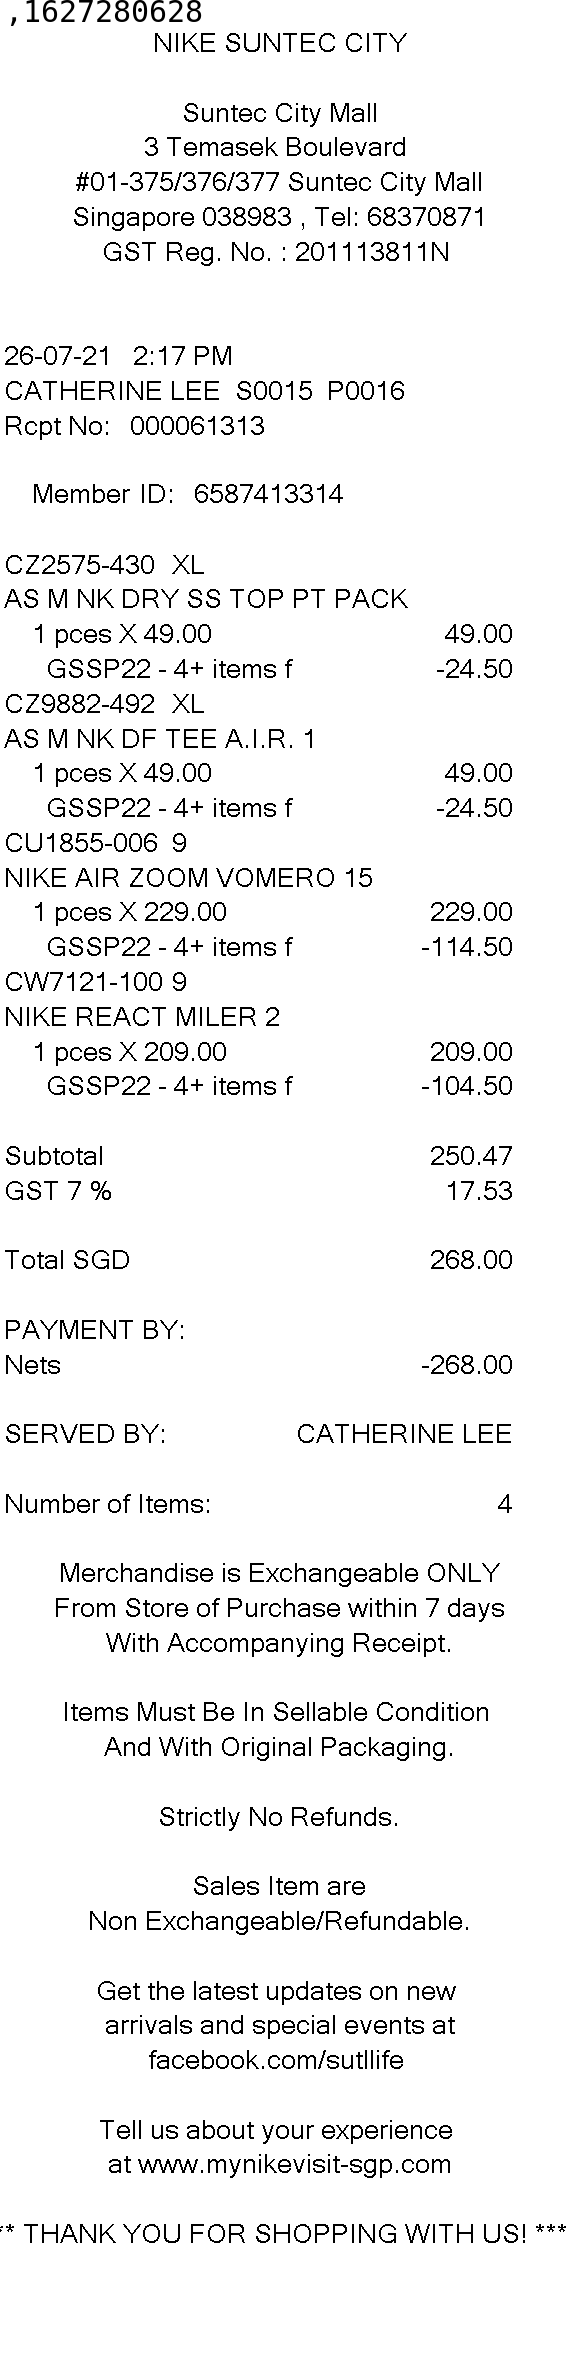 ,1627280628
NIKE SUNTEC CITY
Suntec City Mall
3 Temasek Boulevard
#01-375/376/377 Suntec City Mall
Singapore 038983 , Tel: 68370871
GST Reg. No. : 201113811N
26-07-21 2:17 PM
CATHERINE LEE S0015 P0016
Rcpt No: 000061313
Member ID: 6587413314
CZ2575-430 XL
AS M NK DRY SS TOP PT PACK
1 pces X 49.00 49.00
GSSP22 - 4+ items f -24.50
CZ9882-492 XL
AS M NK DF TEE A.I.R. 1
1 pces X 49.00 49.00
GSSP22 - 4+ items f -24.50
CU1855-006 9
NIKE AIR ZOOM VOMERO 15
1 pces X 229.00 229.00
GSSP22 - 4+ items f -114.50
CW7121-100 9
NIKE REACT MILER 2
1 pces X 209.00 209.00
GSSP22 - 4+ items f -104.50
Subtotal 250.47
GST 7 % 17.53
Total SGD 268.00
PAYMENT BY:
Nets -268.00
SERVED BY: CATHERINE LEE
Number of Items: 4
Merchandise is Exchangeable ONLY
From Store of Purchase within 7 days
With Accompanying Receipt.
Items Must Be In Sellable Condition
And With Original Packaging.
Strictly No Refunds.
Sales Item are
Non Exchangeable/Refundable.
Get the latest updates on new
arrivals and special events at
facebook.com/sutllife
Tell us about your experience
at www.mynikevisit-sgp.com
** THANK YOU FOR SHOPPING WITH US! ***